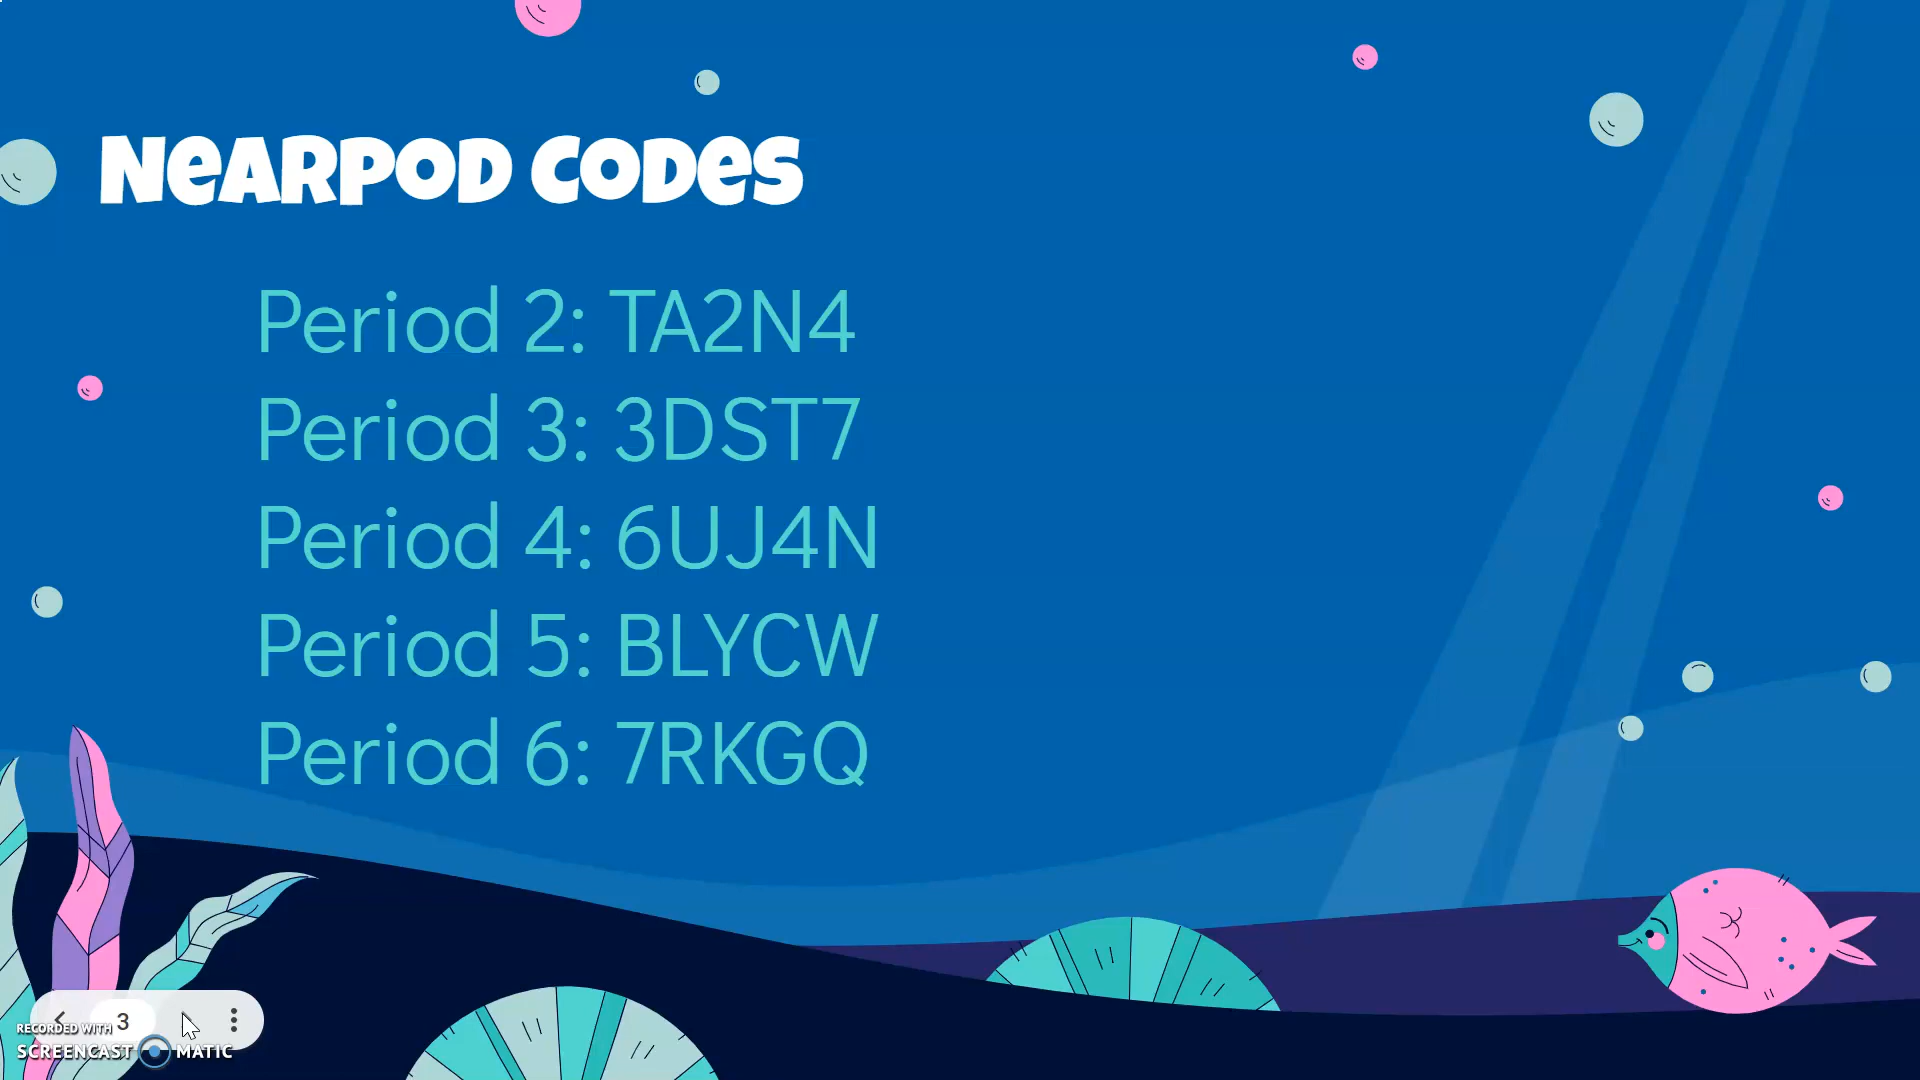 NeARPOD CODeS
Period 2: TA2N4
Period 3: 3DST7
Period 4: 6UJ4N
Period 5: BLYCW
Period 6: 7RKGQ
3
RECORDED WITH
SCREENCAST MATIC